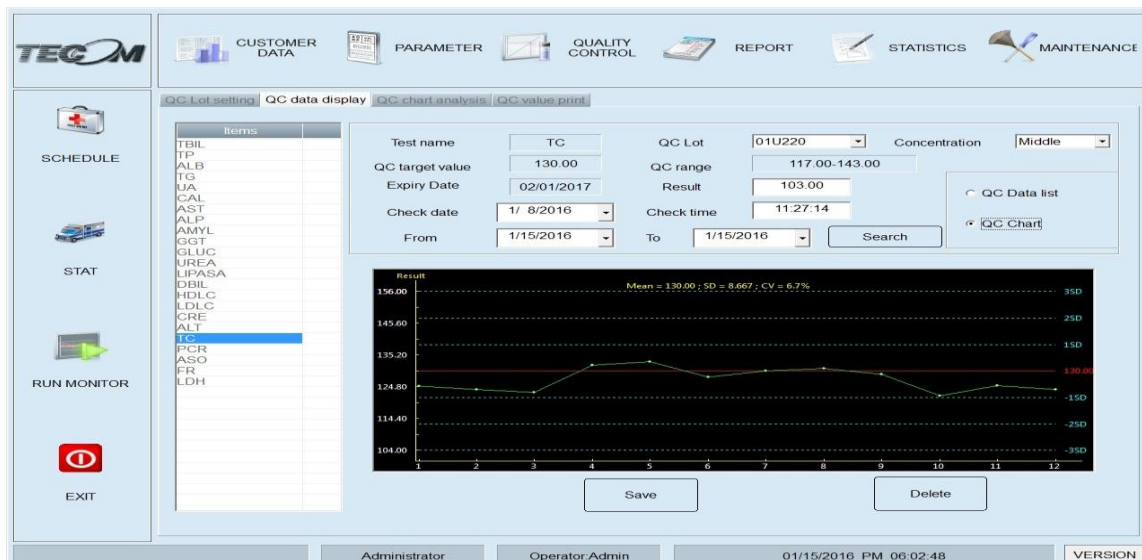 TECOM
CUSTOMER DATA
PARAMETER
QUALITY CONTROL
REPORT
STATISTICS
MAINTENANCE
SCHEDULE
STAT
RUN MONITOR
EXIT
QC Lot setting QC data display QC chart analysis QC value print
Items
TBIL
TP
ALB
TG
UA
CAL
AST
ALP
AMYL
GGT
GLUC
UREA
LIPASA
DBIL
HDLC
LDLC
CRE
ALT
TC
PCR
ASO
FR
LDH
Test name TC QC Lot 01U220 Concentration Middle
QC target value 130.00 QC range 117.00-143.00
Expiry Date 02/01/2017 Result 103.00
Check date 1/ 8/2016 Check time 11:27:14
From 1/15/2016 To 1/15/2016 Search
QC Data list
QC Chart
Result
Mean = 130.00 ; SD = 8.667 ; CV = 6.7%
156.00 3SD
2SD
145.60
1SD
135.20
130.00
124.80
-1SD
114.40
-2SD
104.00 -3SD
1 2 3 4 5 6 7 8 9 10 11 12
Save Delete
Administrator Operator:Admin 01/15/2016 PM 06:02:48 VERSION